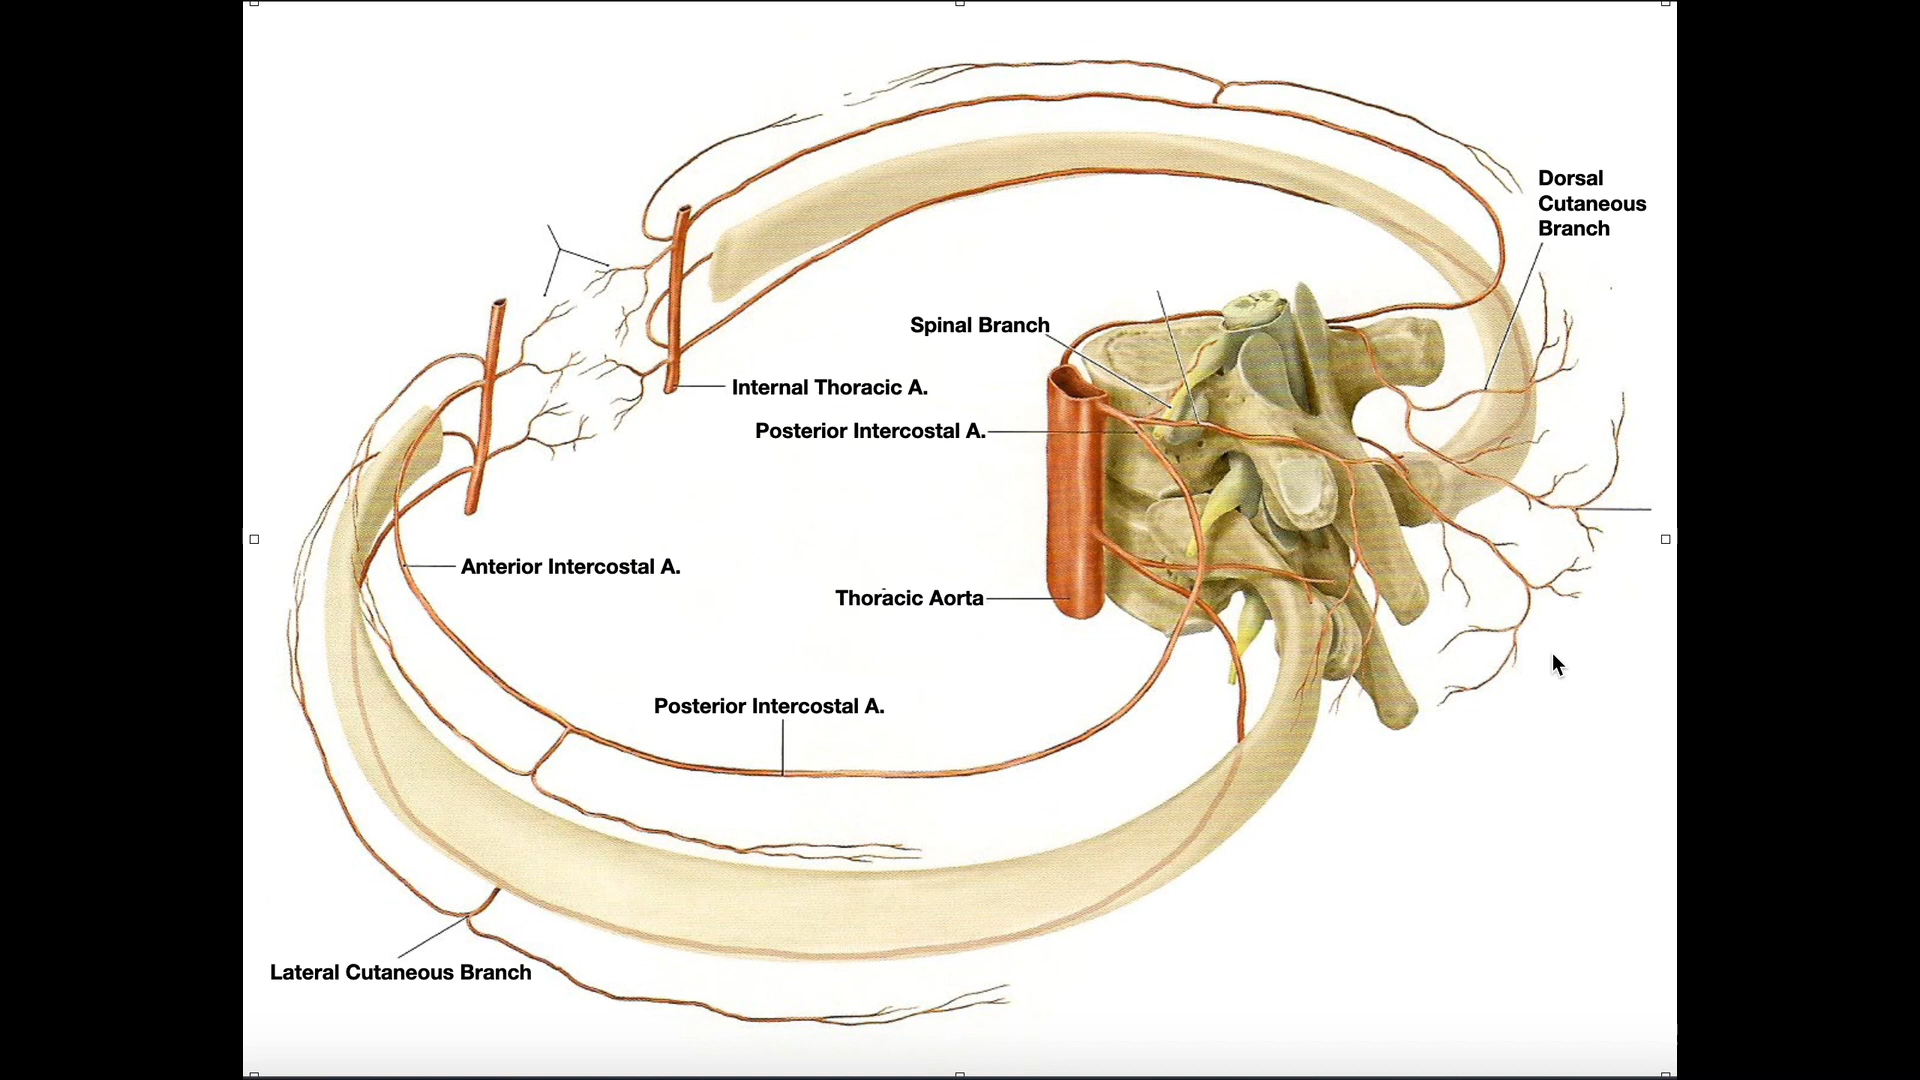 Dorsal
Cutaneous
Branch
Spinal Branch
Internal Thoracic A.
Posterior Intercostal A.
Anterior Intercostal A.
Thoracic Aorta
Posterior Intercostal A.
Lateral Cutaneous Branch